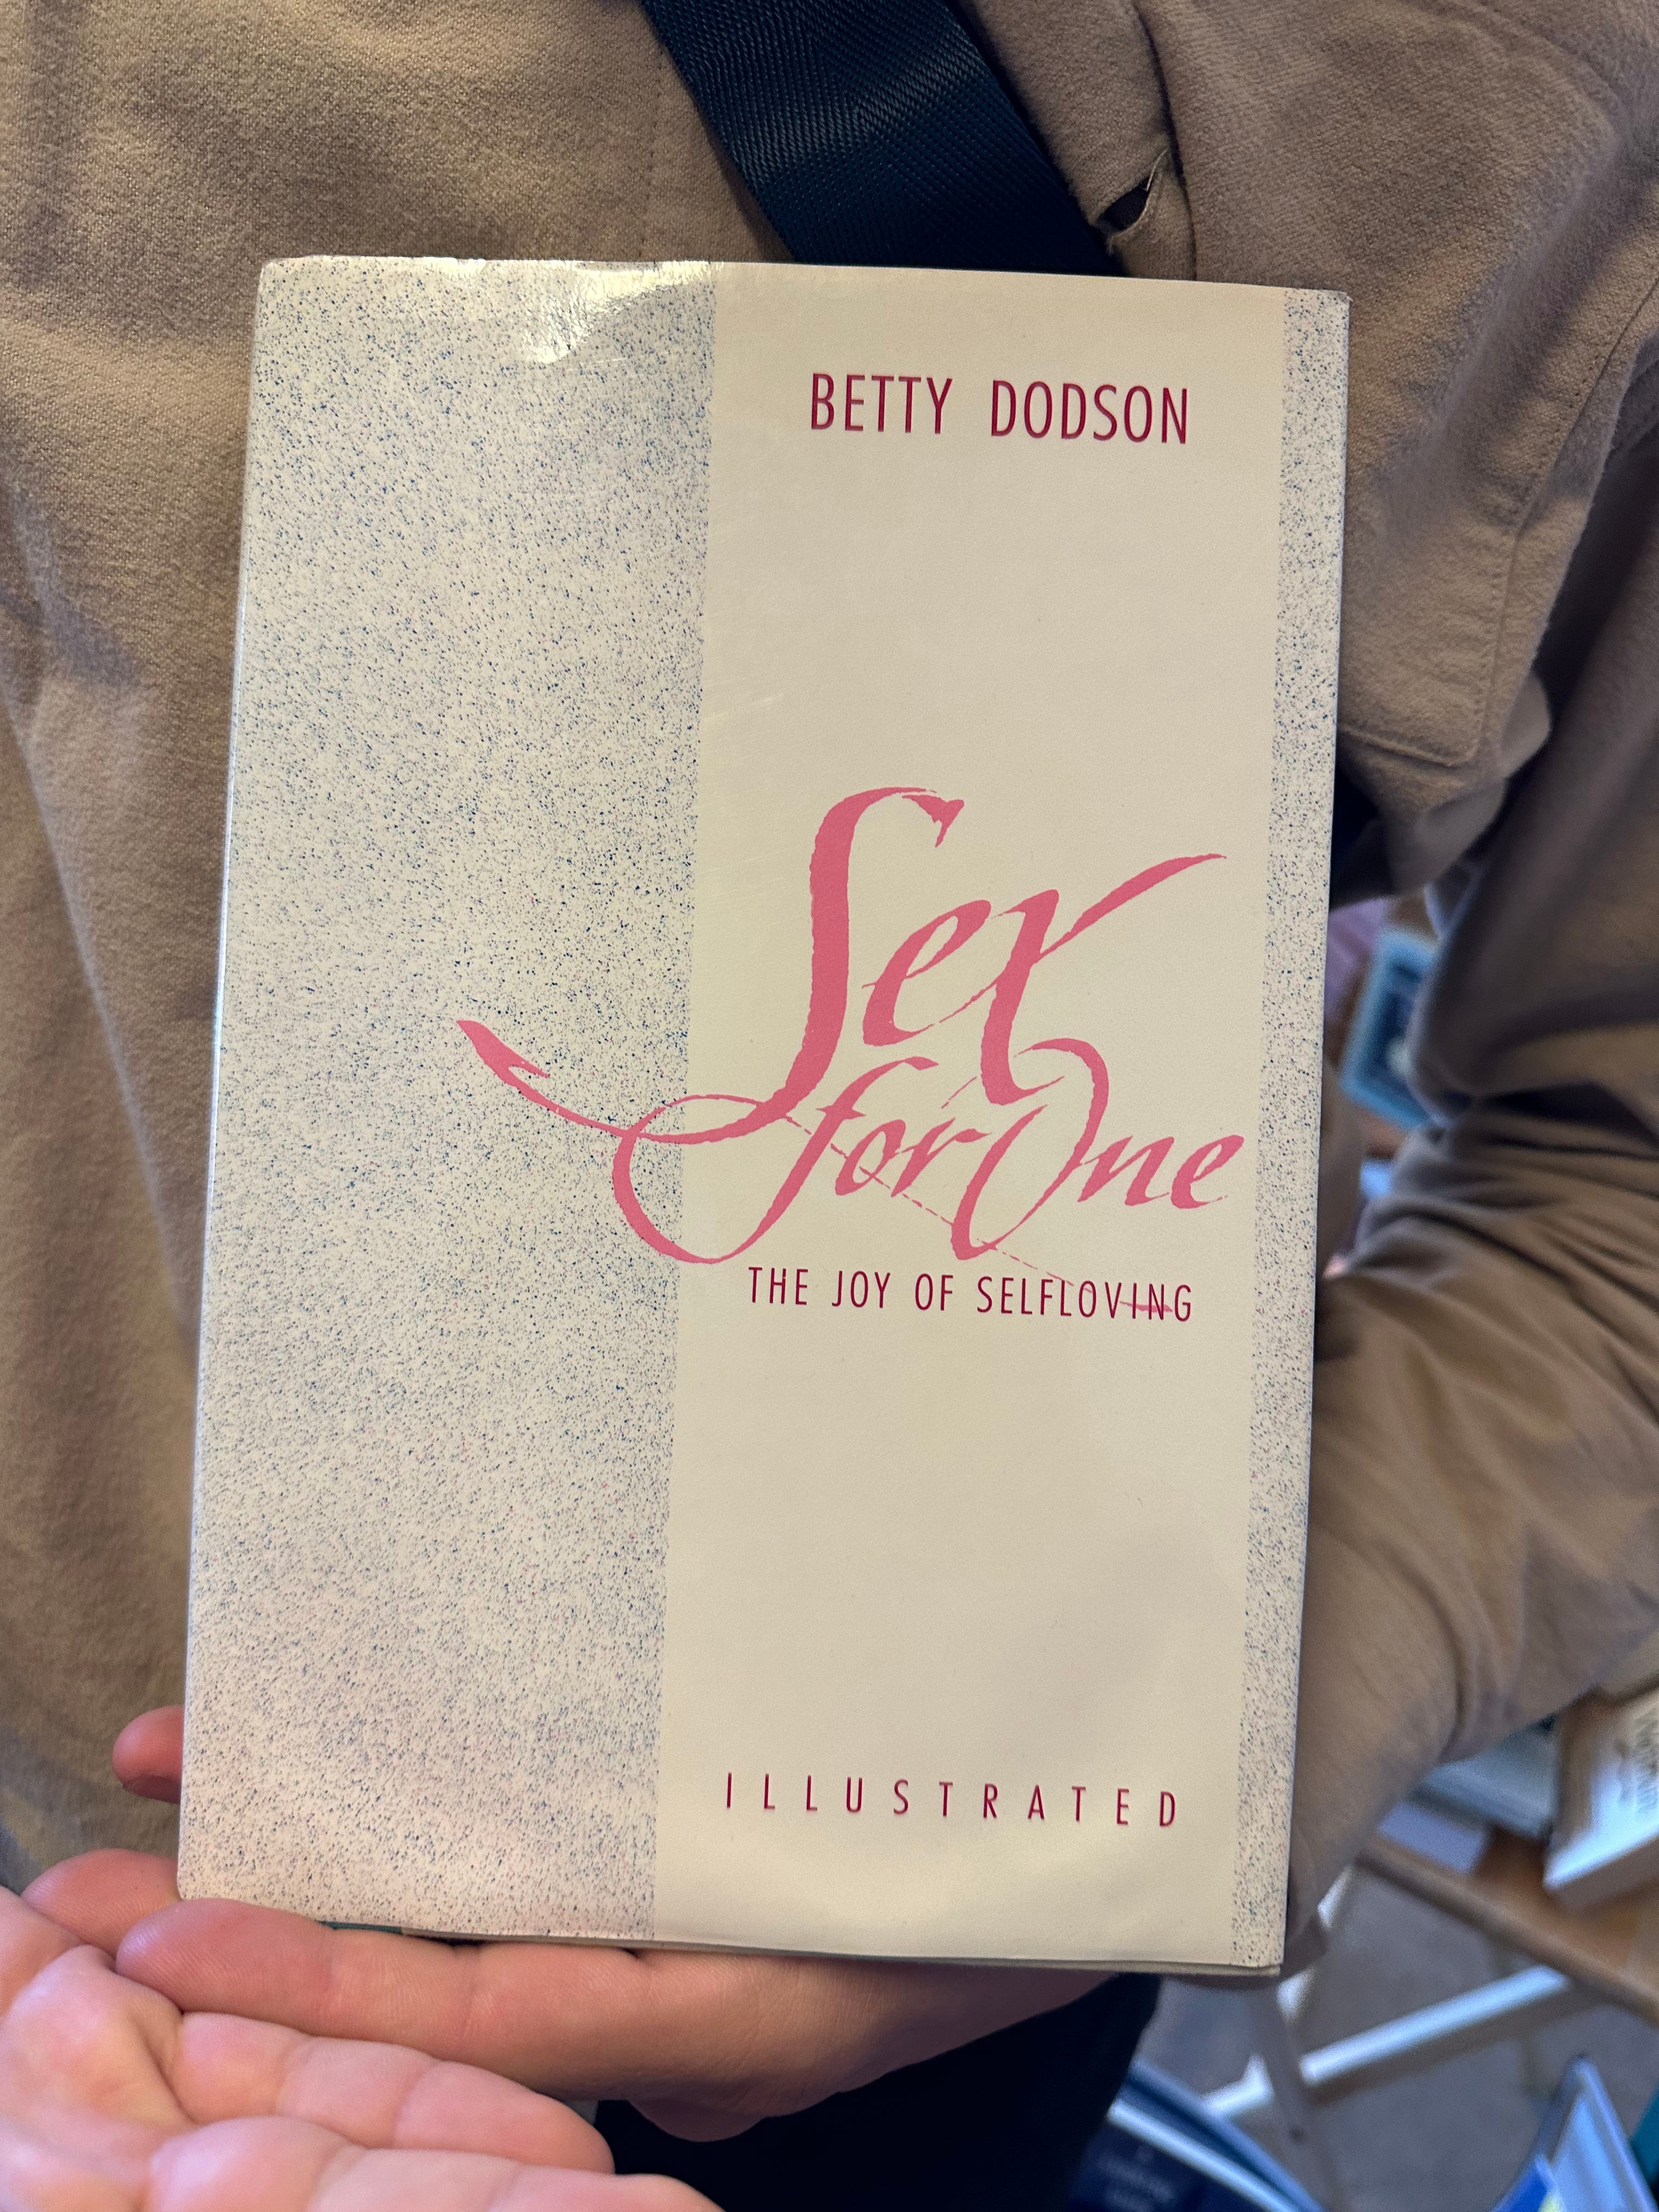 BETTY DODSON
Sex
for One
THE JOY OF SELFLOVING
ILLUSTRATED